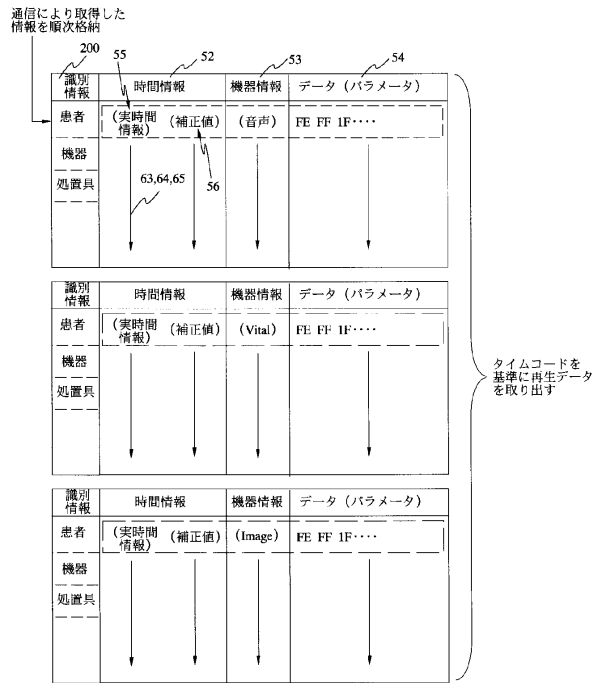 通信により取得した
情報を順次格納
200
55
52
53
54
識別
情報
時間情報
機器情報
データ（パラメータ）
患者
（実時間
情報）
（補正値）
（音声）
FE FF 1F‥‥
機器
処置具
63,64,65
56
識別
情報
時間情報
機器情報
データ（パラメータ）
患者
（実時間
情報）
（補正値）
（Vital）
FE FF 1F‥‥
機器
処置具
タイムコードを
基準に再生データ
を取り出す
識別
情報
時間情報
機器情報
データ（パラメータ）
患者
（実時間
情報）
（補正値）
（Image）
FE FF 1F‥‥
機器
処置具